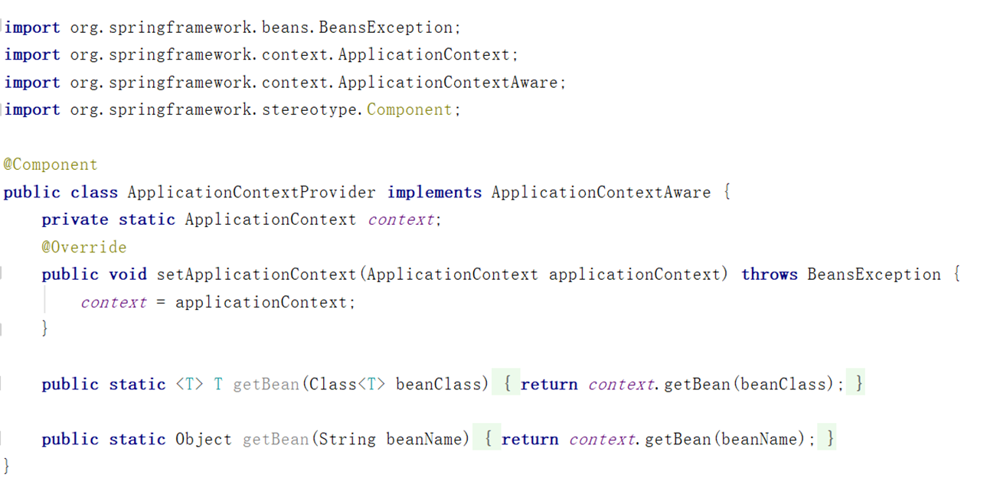 import org.springframework.beans.BeansException;
import org.springframework.context.ApplicationContext;
import org.springframework.context.ApplicationContextAware;
import org.springframework.stereotype.Component;
@Component
public class ApplicationContextProvider implements ApplicationContextAware {
    private static ApplicationContext context;
    @Override
    public void setApplicationContext(ApplicationContext applicationContext) throws BeansException {
        context = applicationContext;
    }
    public static <T> T getBean(Class<T> beanClass) { return context.getBean(beanClass); }
    public static Object getBean(String beanName) { return context.getBean(beanName); }
}